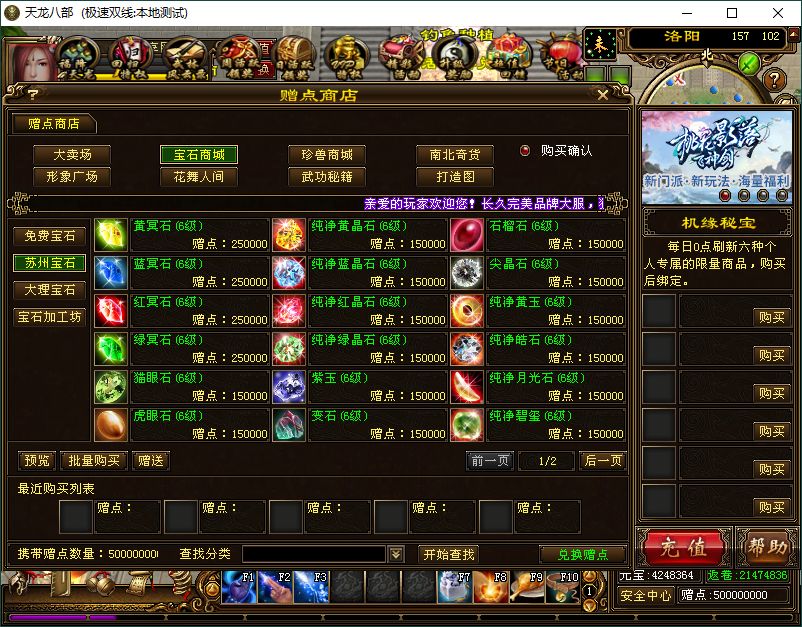 天龙八部 (极速双线:本地测试)
洛阳 157 102
北
赠点商店
赠点商店
大卖场
宝石商城
珍兽商城
南北奇货
购买确认
形象广场
花舞人间
武功秘籍
打造图
亲爱的玩家欢迎您！长久完美品牌大服，
免费宝石
苏州宝石
大理宝石
宝石加工坊
黄冥石(6级)
赠点：250000
纯净黄晶石(6级)
赠点：150000
石榴石(6级)
赠点：150000
蓝冥石(6级)
赠点：250000
纯净蓝晶石(6级)
赠点：150000
尖晶石(6级)
赠点：150000
红冥石(6级)
赠点：250000
纯净红晶石(6级)
赠点：150000
纯净黄玉(6级)
赠点：150000
绿冥石(6级)
赠点：250000
纯净绿晶石(6级)
赠点：150000
纯净皓石(6级)
赠点：150000
猫眼石(6级)
赠点：150000
紫玉(6级)
赠点：150000
纯净月光石(6级)
赠点：150000
虎眼石(6级)
赠点：150000
变石(6级)
赠点：150000
纯净碧玺(6级)
赠点：150000
预览
批量购买
赠送
前一页
1/2
后一页
最近购买列表
赠点：
赠点：
赠点：
赠点：
赠点：
携带赠点数量：50000000
查找分类
开始查找
兑换赠点
桃花影落
新门派·新玩法·海量福利
机缘秘宝
每日0点刷新六种个
人专属的限量商品，购买
后绑定。
购买
购买
购买
购买
购买
购买
充值
帮助
元宝:4248364
返卷:21474836
安全中心
赠点:500000000
F1
F2
F3
F7
F8
F9
F10
1